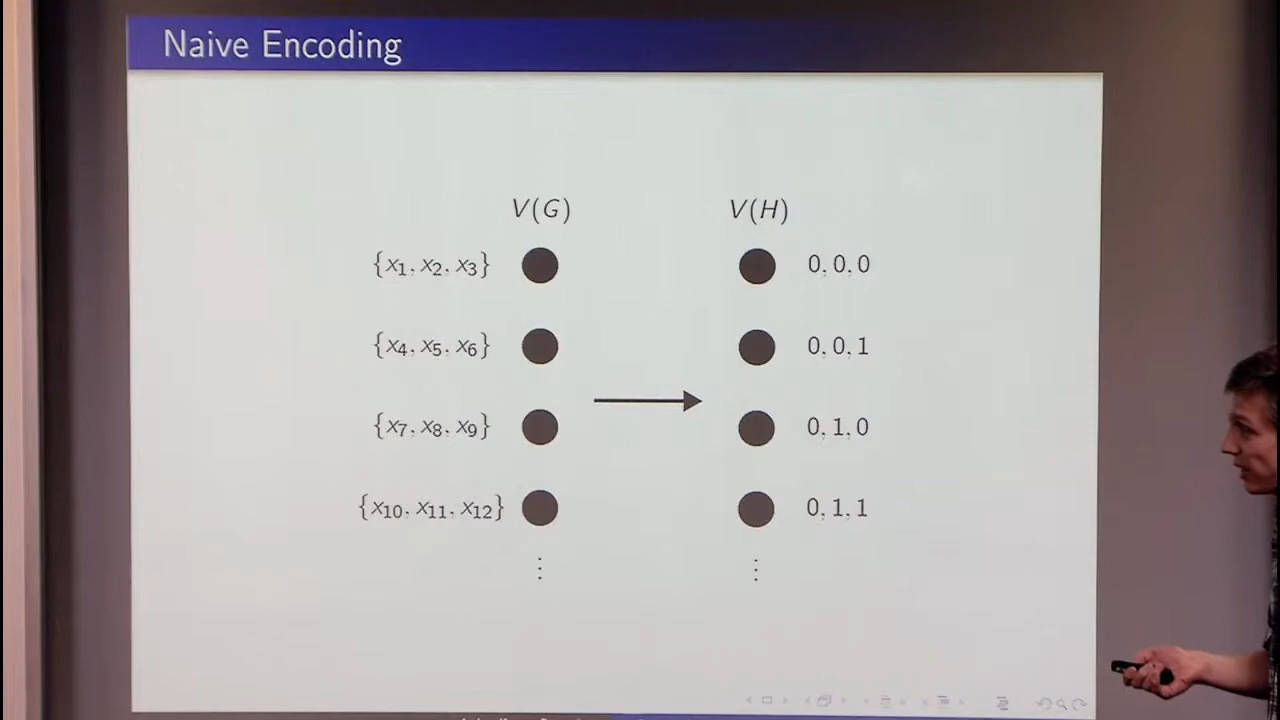 Naive Encoding
V(G) V(H)
{x₁, x₂, x₃} 0, 0, 0
{x₄, x₅, x₆} 0, 0, 1
{x₇, x₈, x₉} 0, 1, 0
{x₁₀, x₁₁, x₁₂} 0, 1, 1
⋮ ⋮